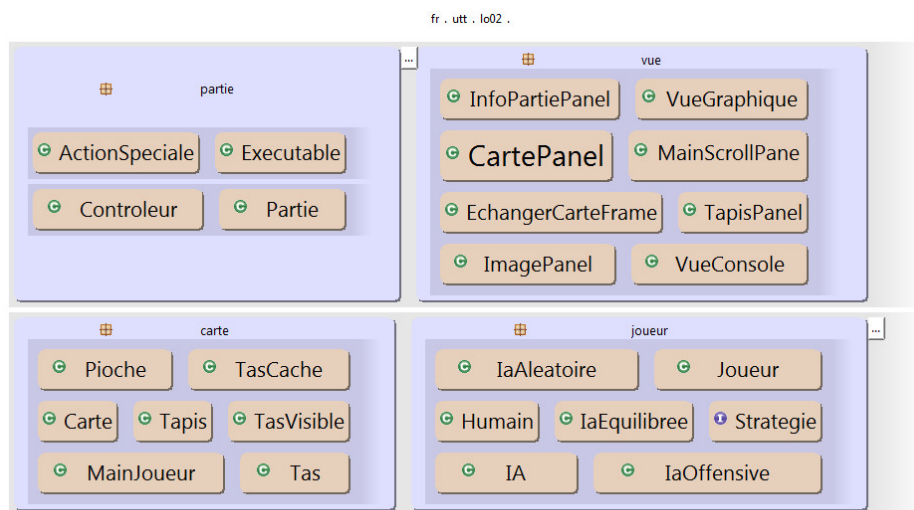 fr . utt . lo02 .
partie
...
ActionSpeciale
Executable
Controleur
Partie
vue
InfoPartiePanel
VueGraphique
CartePanel
MainScrollPane
EchangerCarteFrame
TapisPanel
ImagePanel
VueConsole
carte
Pioche
TasCache
Carte
Tapis
TasVisible
MainJoueur
Tas
joueur
...
IaAleatoire
Joueur
Humain
IaEquilibree
Strategie
IA
IaOffensive